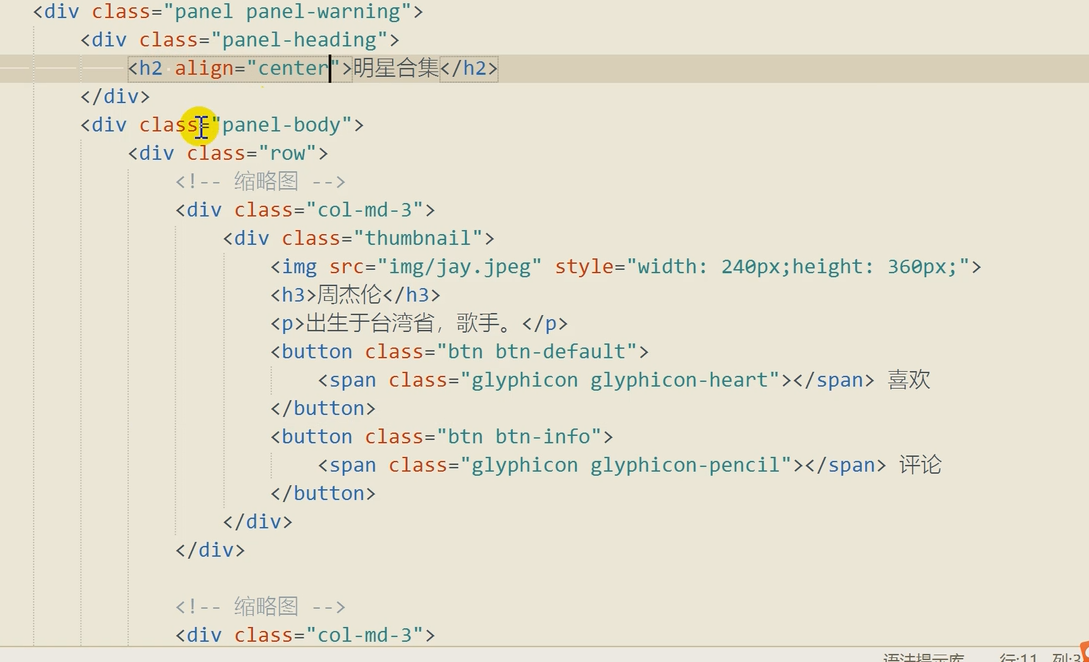 <div class="panel panel-warning">
<div class="panel-heading">
<h2 align="center">明星合集</h2>
</div>
<div class="panel-body">
<div class="row">
<!-- 缩略图 -->
<div class="col-md-3">
<div class="thumbnail">
<img src="img/jay.jpeg" style="width: 240px;height: 360px;">
<h3>周杰伦</h3>
<p>出生于台湾省，歌手。</p>
<button class="btn btn-default">
<span class="glyphicon glyphicon-heart"></span> 喜欢
</button>
<button class="btn btn-info">
<span class="glyphicon glyphicon-pencil"></span> 评论
</button>
</div>
</div>
<!-- 缩略图 -->
<div class="col-md-3">
语法提示库 行:11 列: